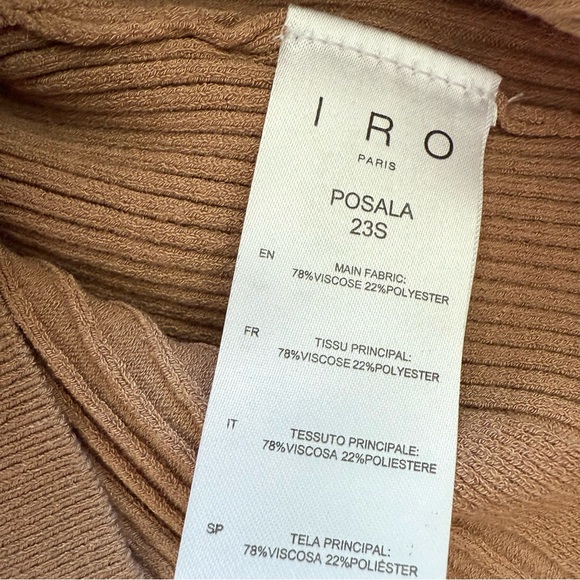 IRO
PARIS
POSALA
23S
EN
MAIN FABRIC:
78%VISCOSE 22%POLYESTER
FR
TISSU PRINCIPAL:
78%VISCOSE 22%POLYESTER
IT
TESSUTO PRINCIPALE:
78%VISCOSA 22%POLIESTERE
SP
TELA PRINCIPAL:
78%VISCOSA 22%POLIÉSTER